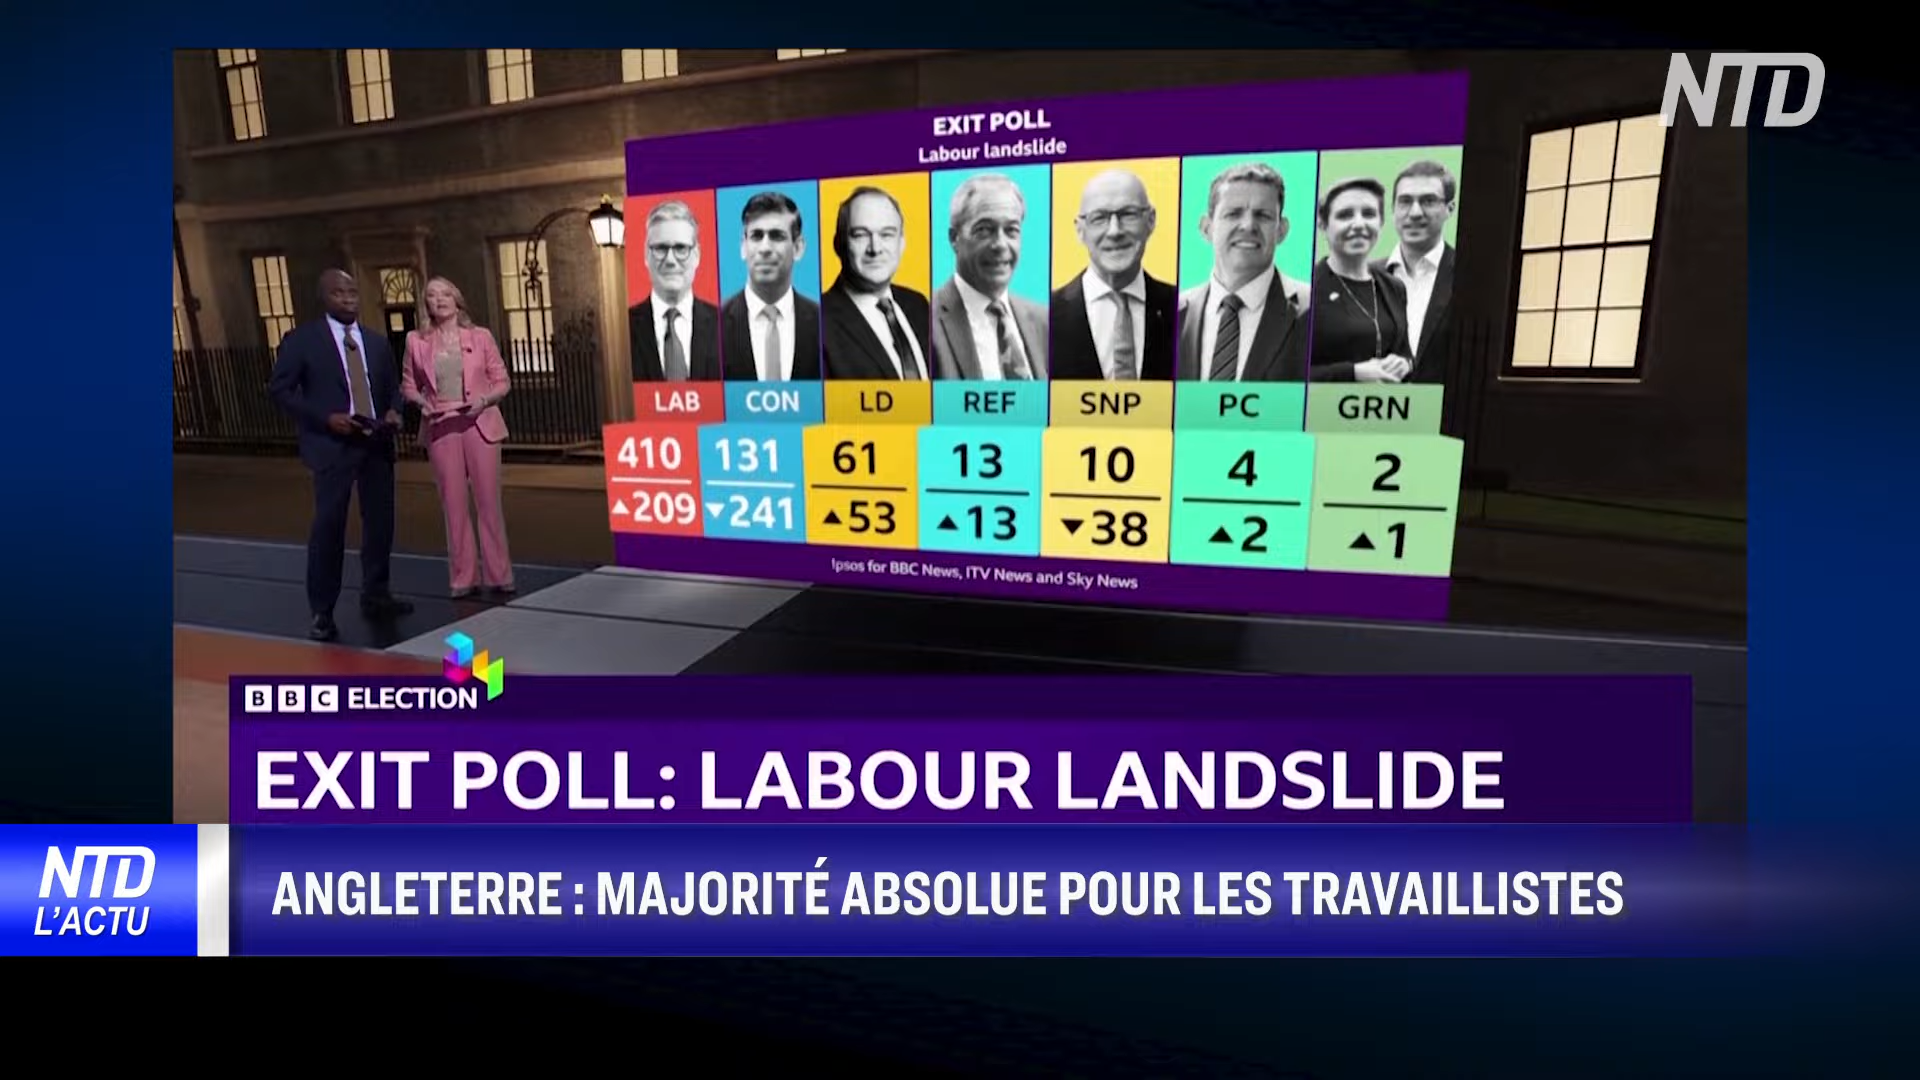 NTD
EXIT POLL
Labour landslide
LAB CON LD REF SNP PC GRN
410 131 61 13 10 4 2
▲209 ▼241 ▲53 ▲13 ▼38 ▲2 ▲1
Ipsos for BBC News, ITV News and Sky News
BBC ELECTION
EXIT POLL: LABOUR LANDSLIDE
NTD
L'ACTU
ANGLETERRE : MAJORITÉ ABSOLUE POUR LES TRAVAILLISTES